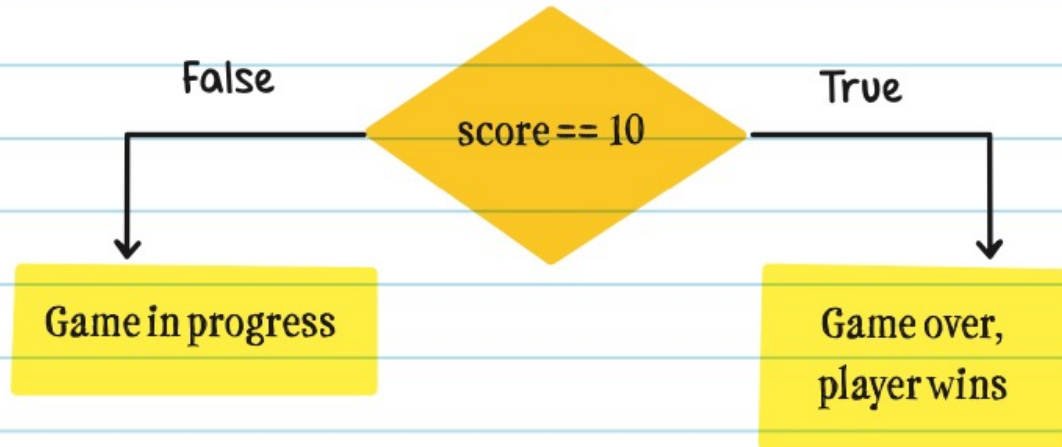 False
True
score == 10
Game in progress
Game over,
player wins